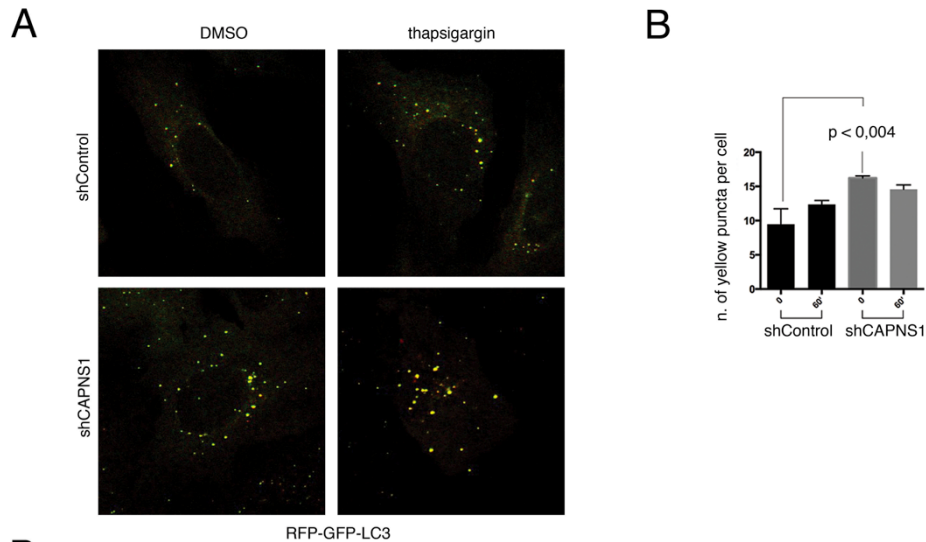 A
B
DMSO
thapsigargin
shControl
shCAPNS1
RFP-GFP-LC3
p < 0,004
n. of yellow puncta per cell
20
15
10
5
0
0
60'
0
60'
shControl
shCAPNS1